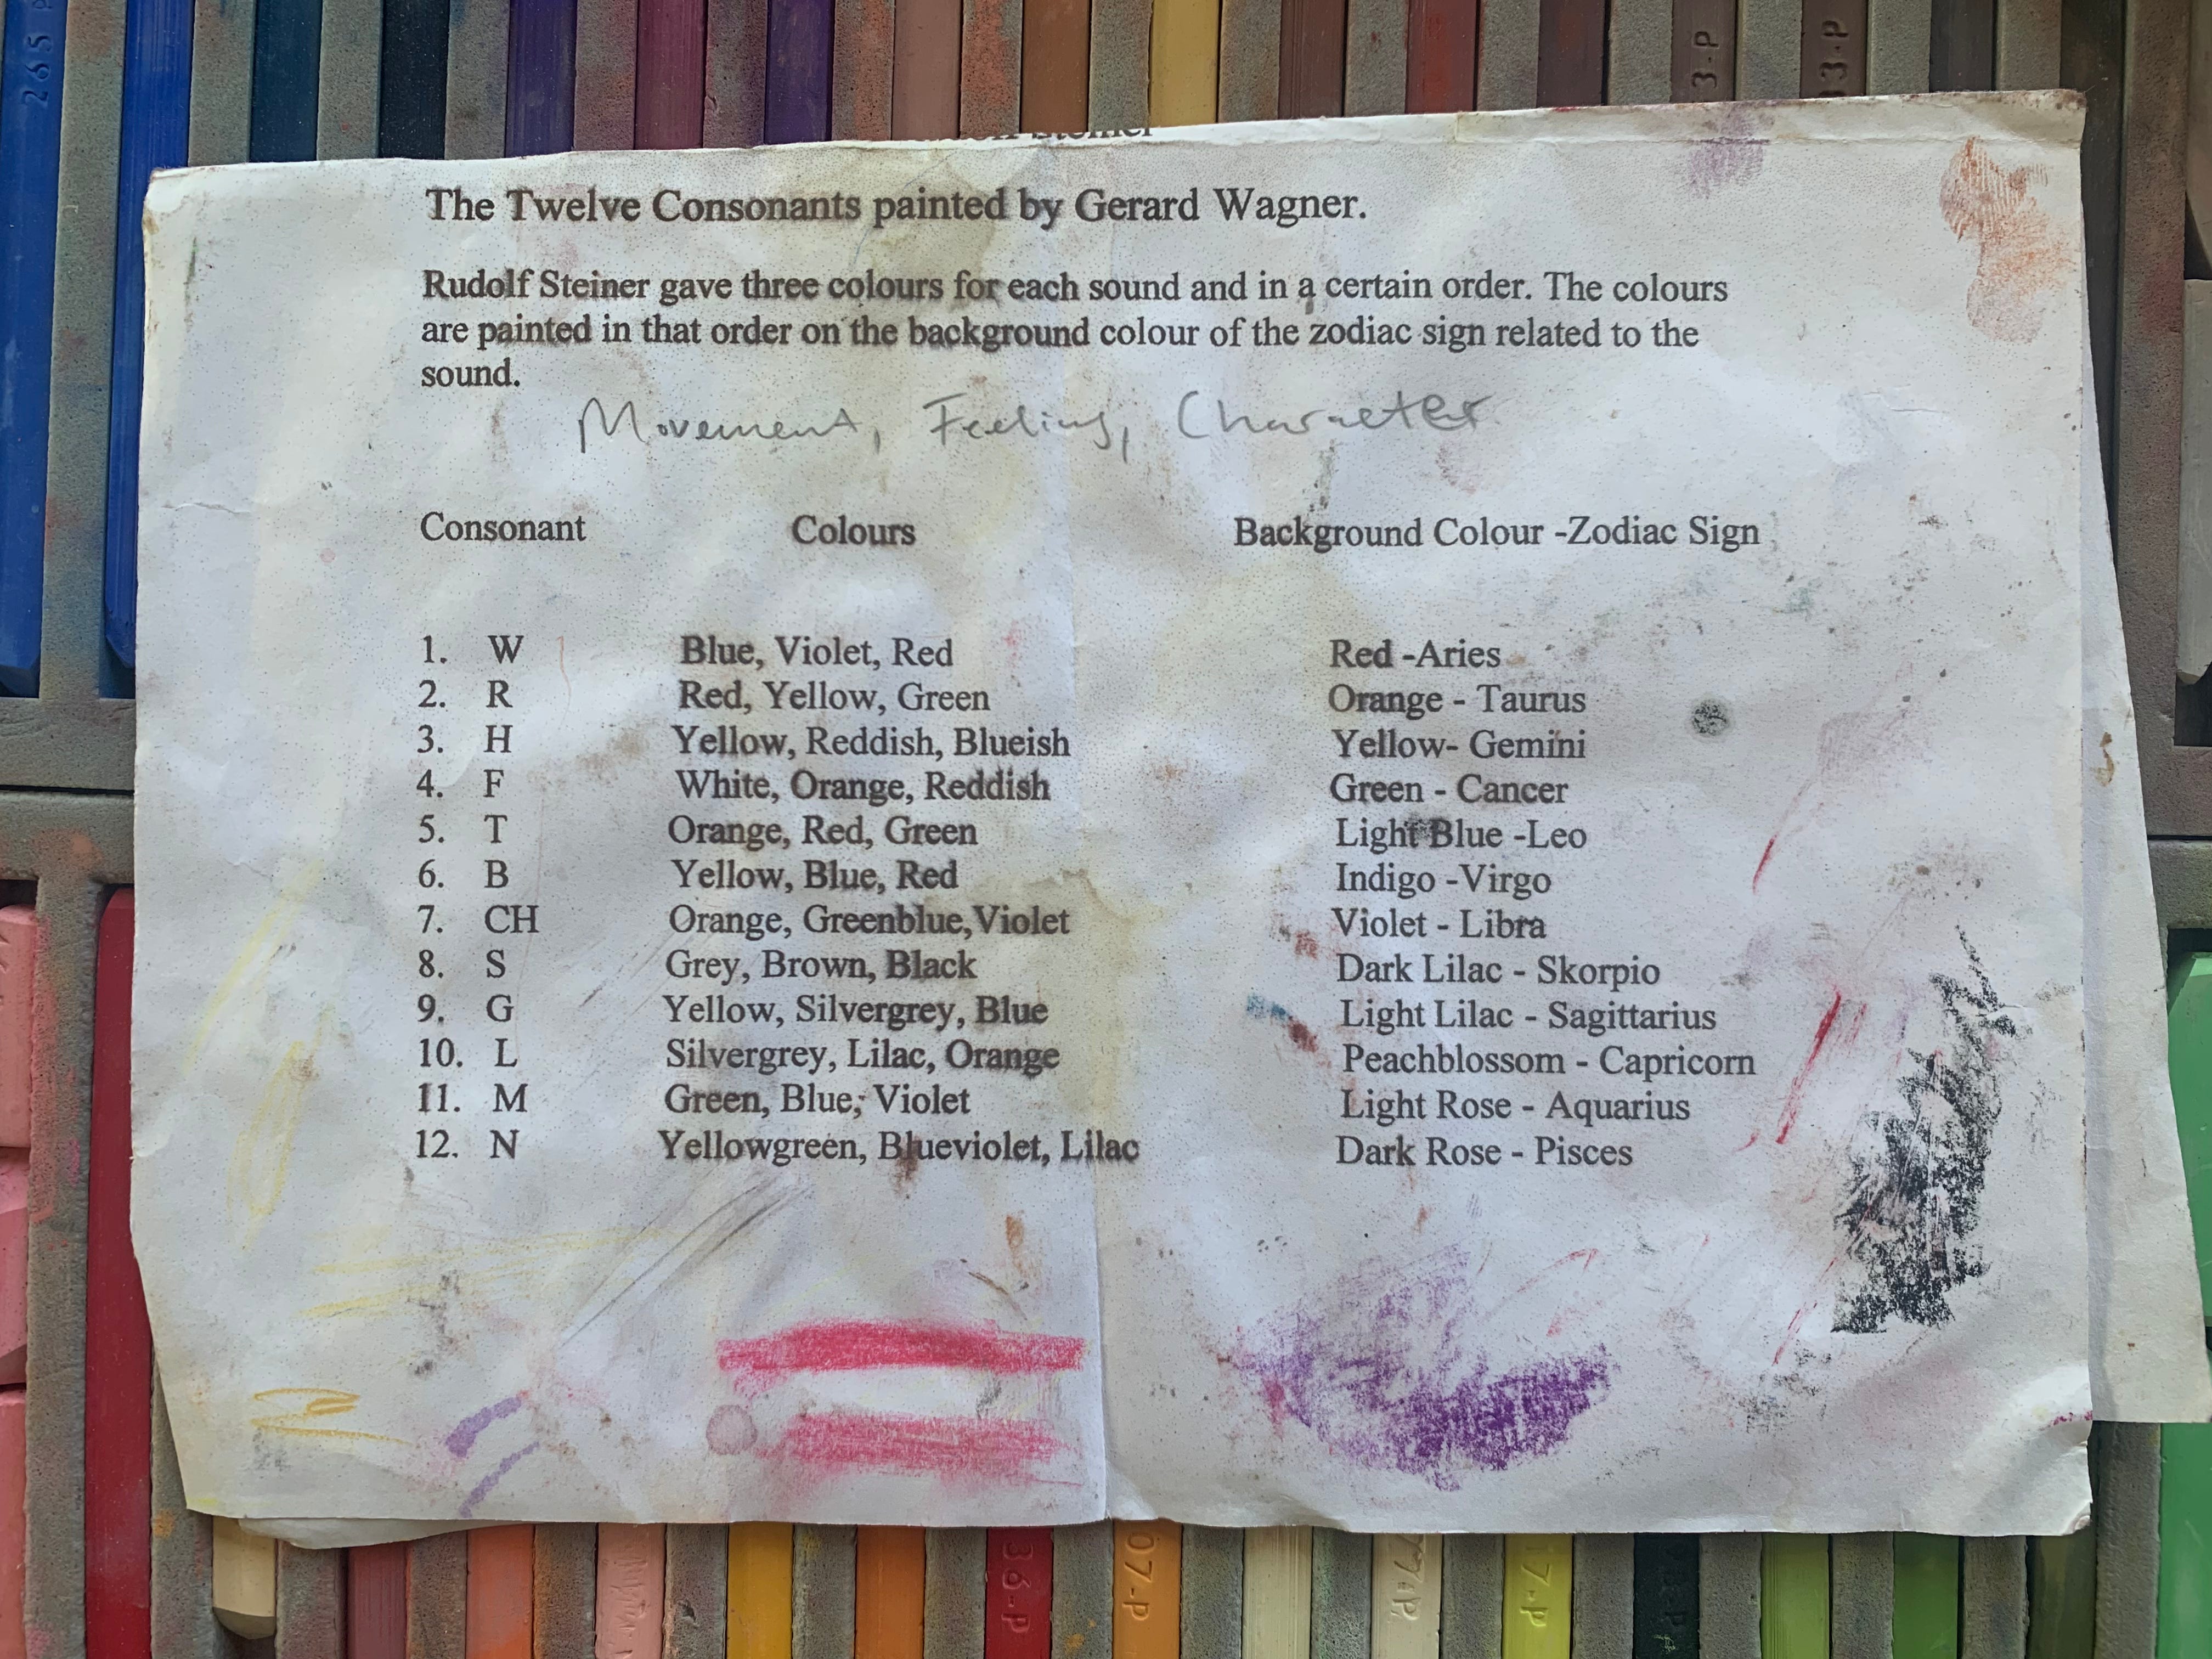 The Twelve Consonants painted by Gerard Wagner.
Rudolf Steiner gave three colours for each sound and in a certain order. The colours
are painted in that order on the background colour of the zodiac sign related to the
sound.
Movement, Feeling, Character
Consonant Colours Background Colour -Zodiac Sign
1. W Blue, Violet, Red Red -Aries
2. R Red, Yellow, Green Orange - Taurus
3. H Yellow, Reddish, Blueish Yellow- Gemini
4. F White, Orange, Reddish Green - Cancer
5. T Orange, Red, Green Light Blue -Leo
6. B Yellow, Blue, Red Indigo -Virgo
7. CH Orange, Greenblue,Violet Violet - Libra
8. S Grey, Brown, Black Dark Lilac - Skorpio
9. G Yellow, Silvergrey, Blue Light Lilac - Sagittarius
10. L Silvergrey, Lilac, Orange Peachblossom - Capricorn
11. M Green, Blue, Violet Light Rose - Aquarius
12. N Yellowgreen, Blueviolet, Lilac Dark Rose - Pisces